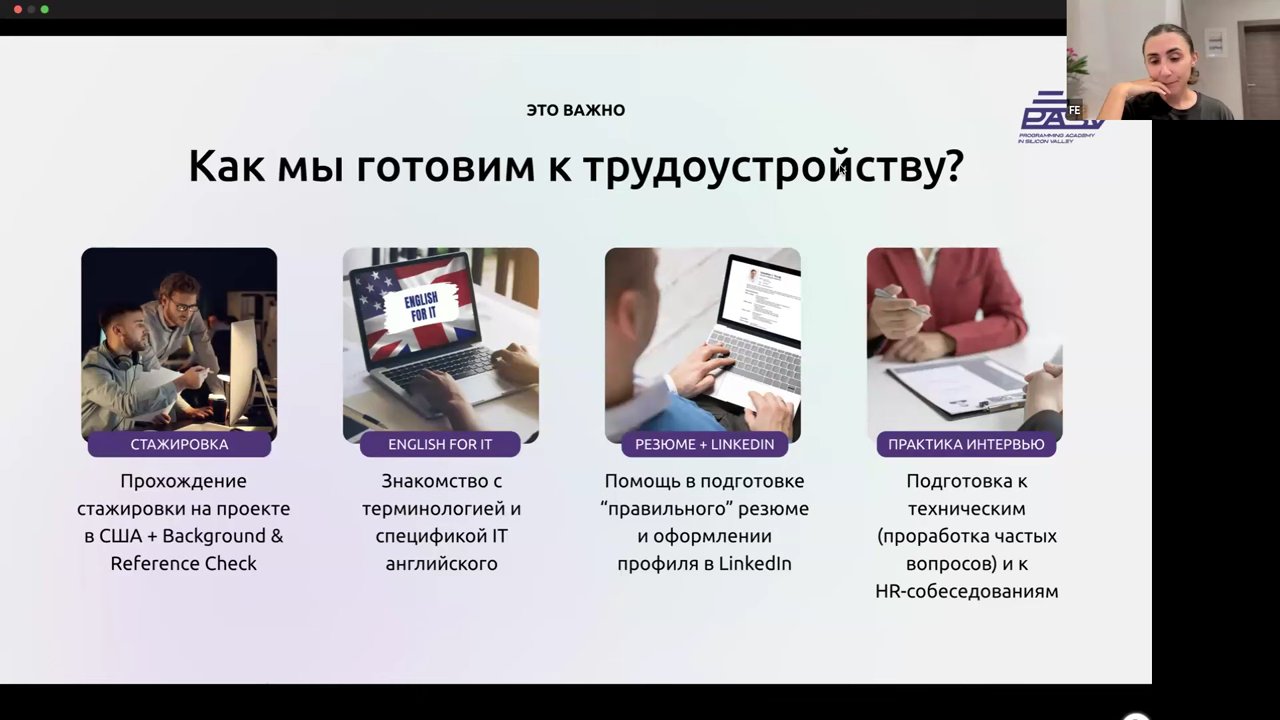 ЭТО ВАЖНО
Как мы готовим к трудоустройству?
FE
PROGRAMMING ACADEMY
IN SILICON VALLEY
ENGLISH
FOR IT
СТАЖИРОВКА
Прохождение
стажировки на проекте
в США + Background &
Reference Check
ENGLISH FOR IT
Знакомство с
терминологией и
спецификой IT
английского
РЕЗЮМЕ + LINKEDIN
Помощь в подготовке
“правильного” резюме
и оформлении
профиля в LinkedIn
ПРАКТИКА ИНТЕРВЬЮ
Подготовка к
техническим
(проработка частых
вопросов) и к
HR-собеседованиям